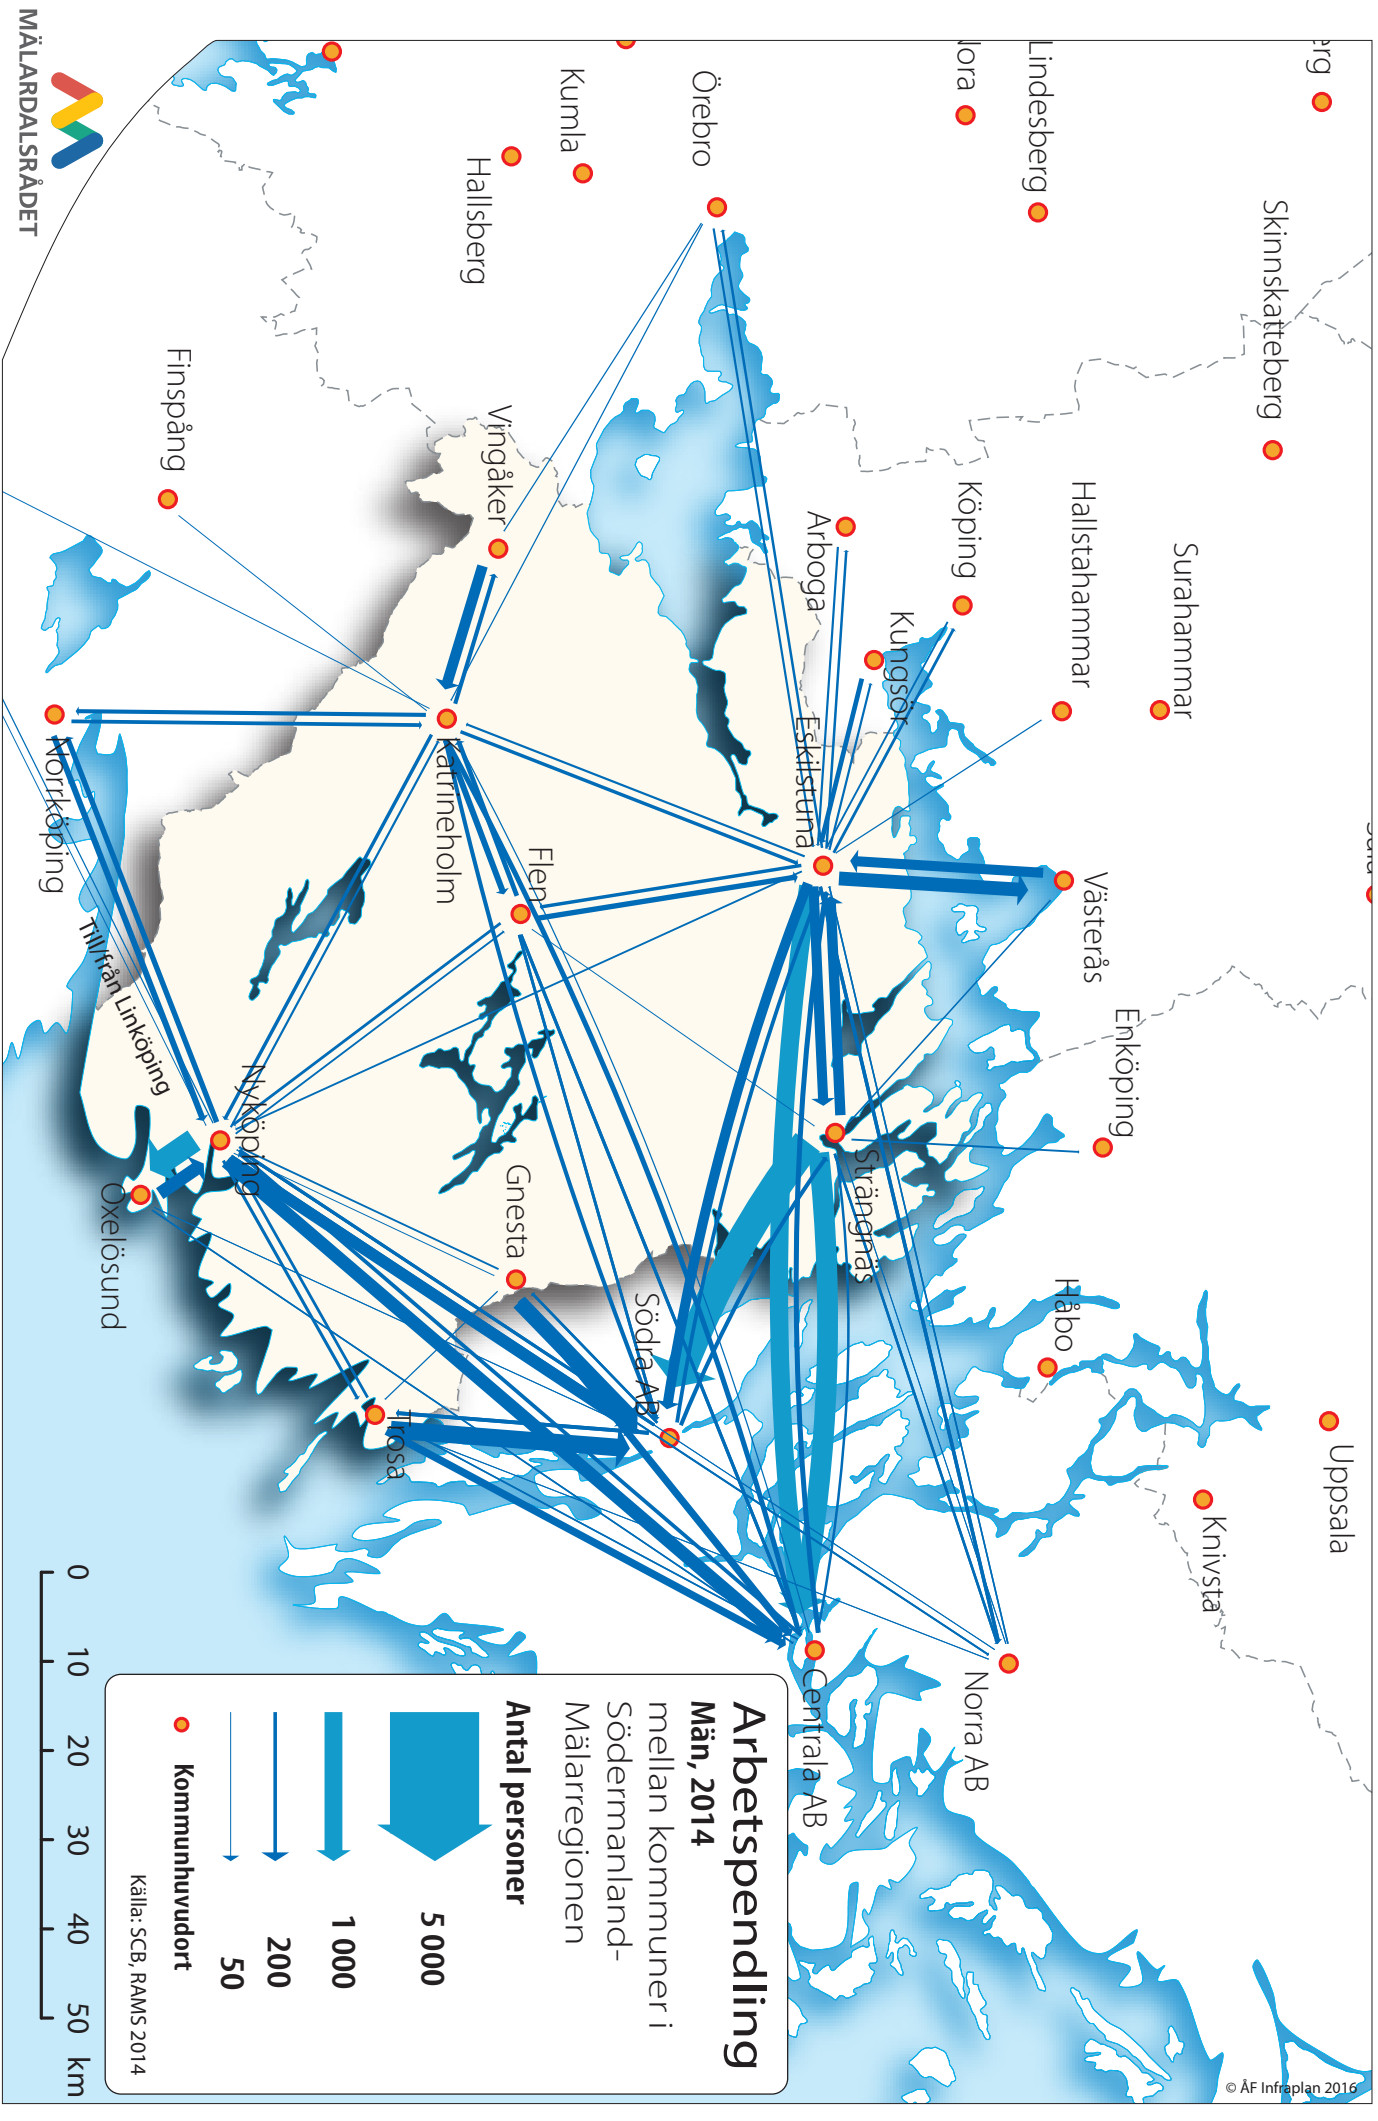 MÄLARDALSRÅDET
erg
Skinnskatteberg
Surahammar
Lindesberg
Hallstahammar
Västerås
Enköping
Håbo
Uppsala
Knivsta
Köping
Kungsör
Arboga
Eskilstuna
Strängnäs
Norra AB
Centrala AB
Södra AB
Örebro
Kumla
Hallsberg
Vingåker
Katrineholm
Flen
Gnesta
Trosa
Finspång
Norrköping
Till/från Linköping
Nyköping
Oxelösund
Arbetspendling
Män, 2014
mellan kommuner i
Södermanland-
Mälarregionen
Antal personer
5 000
1 000
200
50
Kommunhuvudort
Källa: SCB, RAMS 2014
0 10 20 30 40 50 km
© ÅF Infraplan 2016